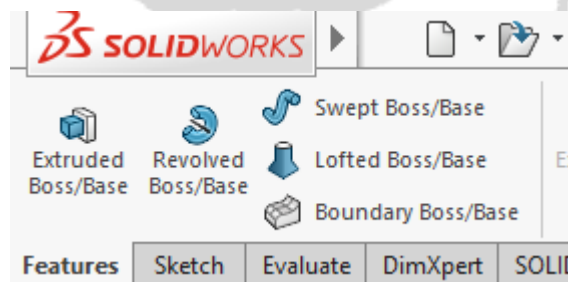 SOLIDWORKS
Extruded
Boss/Base
Revolved
Boss/Base
Swept Boss/Base
Lofted Boss/Base
Boundary Boss/Base
Features
Sketch
Evaluate
DimXpert